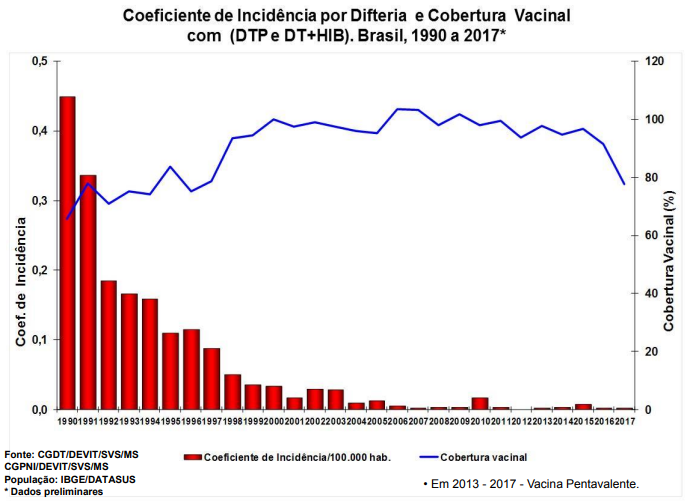 Coeficiente de Incidência por Difteria e Cobertura Vacinal
com (DTP e DT+HIB). Brasil, 1990 a 2017*
0,5
0,4
0,3
0,2
0,1
0,0
Coef. de Incidência
120
100
80
60
40
20
0
Cobertura Vacinal (%)
1990 1991 1992 1993 1994 1995 1996 1997 1998 1999 2000 2001 2002 2003 2004 2005 2006 2007 2008 2009 2010 2011 2012 2013 2014 2015 2016 2017
Coeficiente de Incidência/100.000 hab.
Cobertura vacinal
Fonte: CGDT/DEVIT/SVS/MS
CGPNI/DEVIT/SVS/MS
População: IBGE/DATASUS
* Dados preliminares
• Em 2013 - 2017 - Vacina Pentavalente.